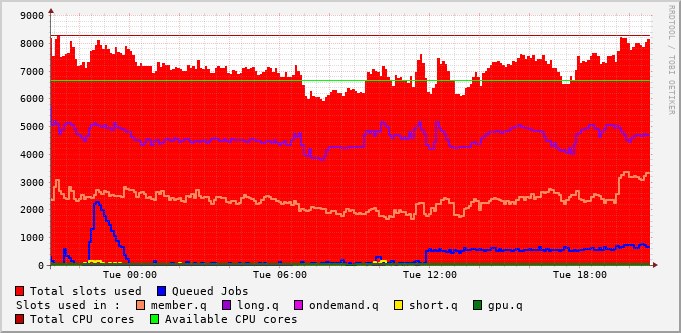 9000
8000
7000
6000
5000
4000
3000
2000
1000
0
Tue 00:00 Tue 06:00 Tue 12:00 Tue 18:00
RRDTOOL / TOBI OETIKER
Total slots used Queued Jobs
Slots used in : member.q long.q ondemand.q short.q gpu.q
Total CPU cores Available CPU cores